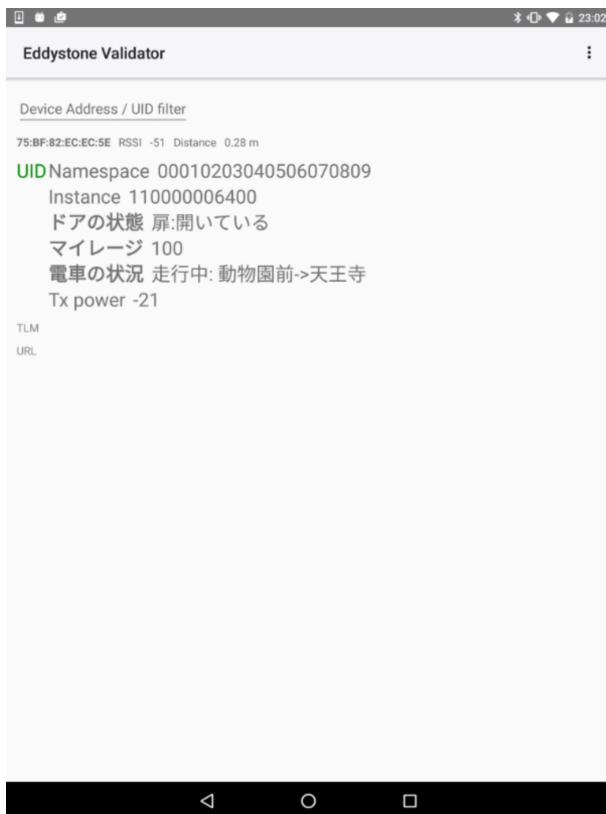 23:02
Eddystone Validator
Device Address / UID filter
75:BF:82:EC:EC:5E RSSI -51 Distance 0.28 m
UID Namespace 00010203040506070809
Instance 110000006400
ドアの状態 扉:開いている
マイレージ 100
電車の状況 走行中: 動物園前->天王寺
Tx power -21
TLM
URL